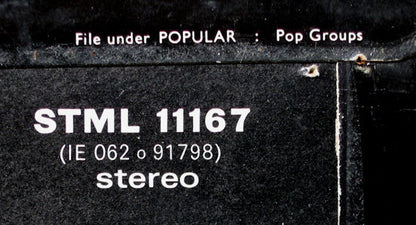 File under POPULAR : Pop Groups
STML 11167
(IE 062 o 91798)
stereo